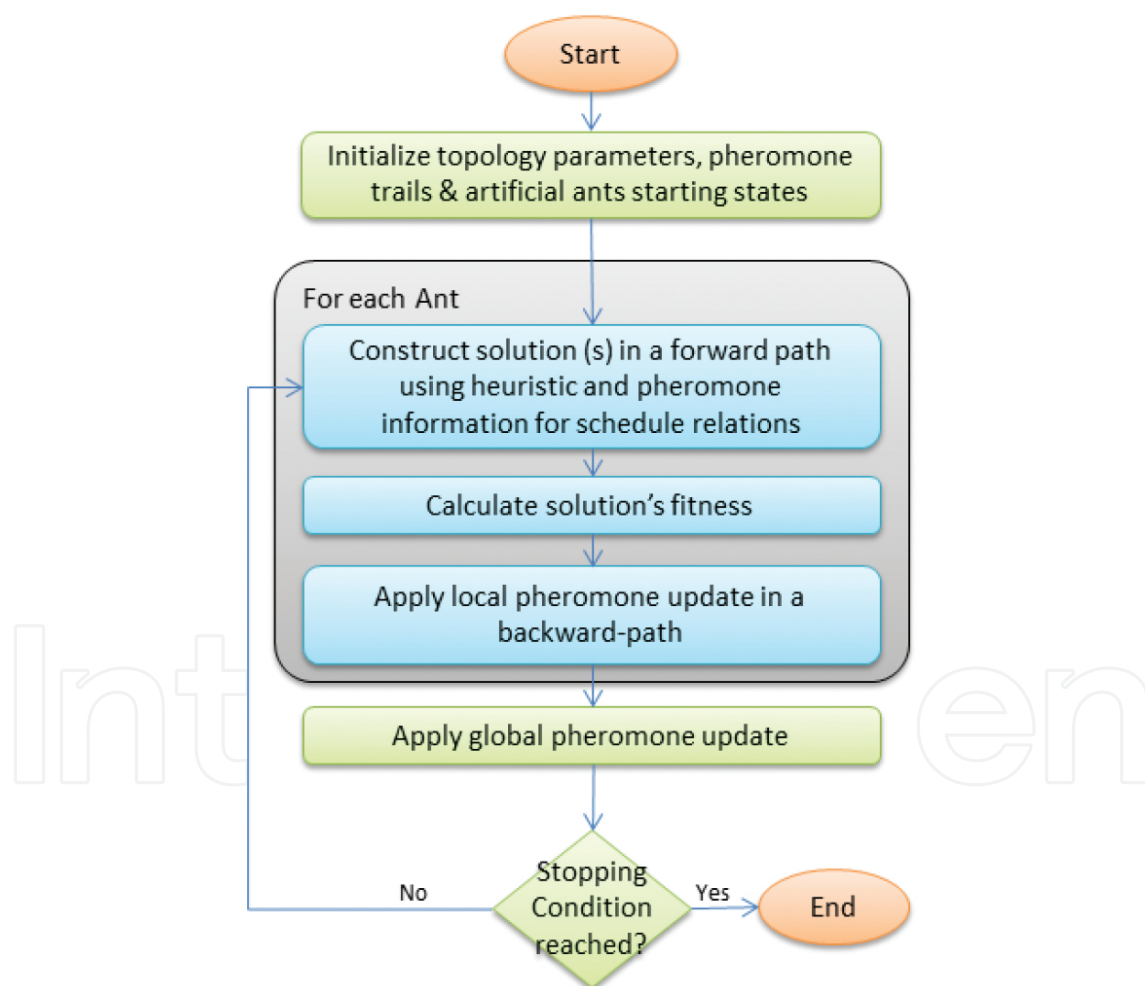 Start
Initialize topology parameters, pheromone
trails & artificial ants starting states
For each Ant
Construct solution (s) in a forward path
using heuristic and pheromone
information for schedule relations
Calculate solution's fitness
Apply local pheromone update in a
backward-path
Apply global pheromone update
Stopping
Condition
reached?
No
Yes
End